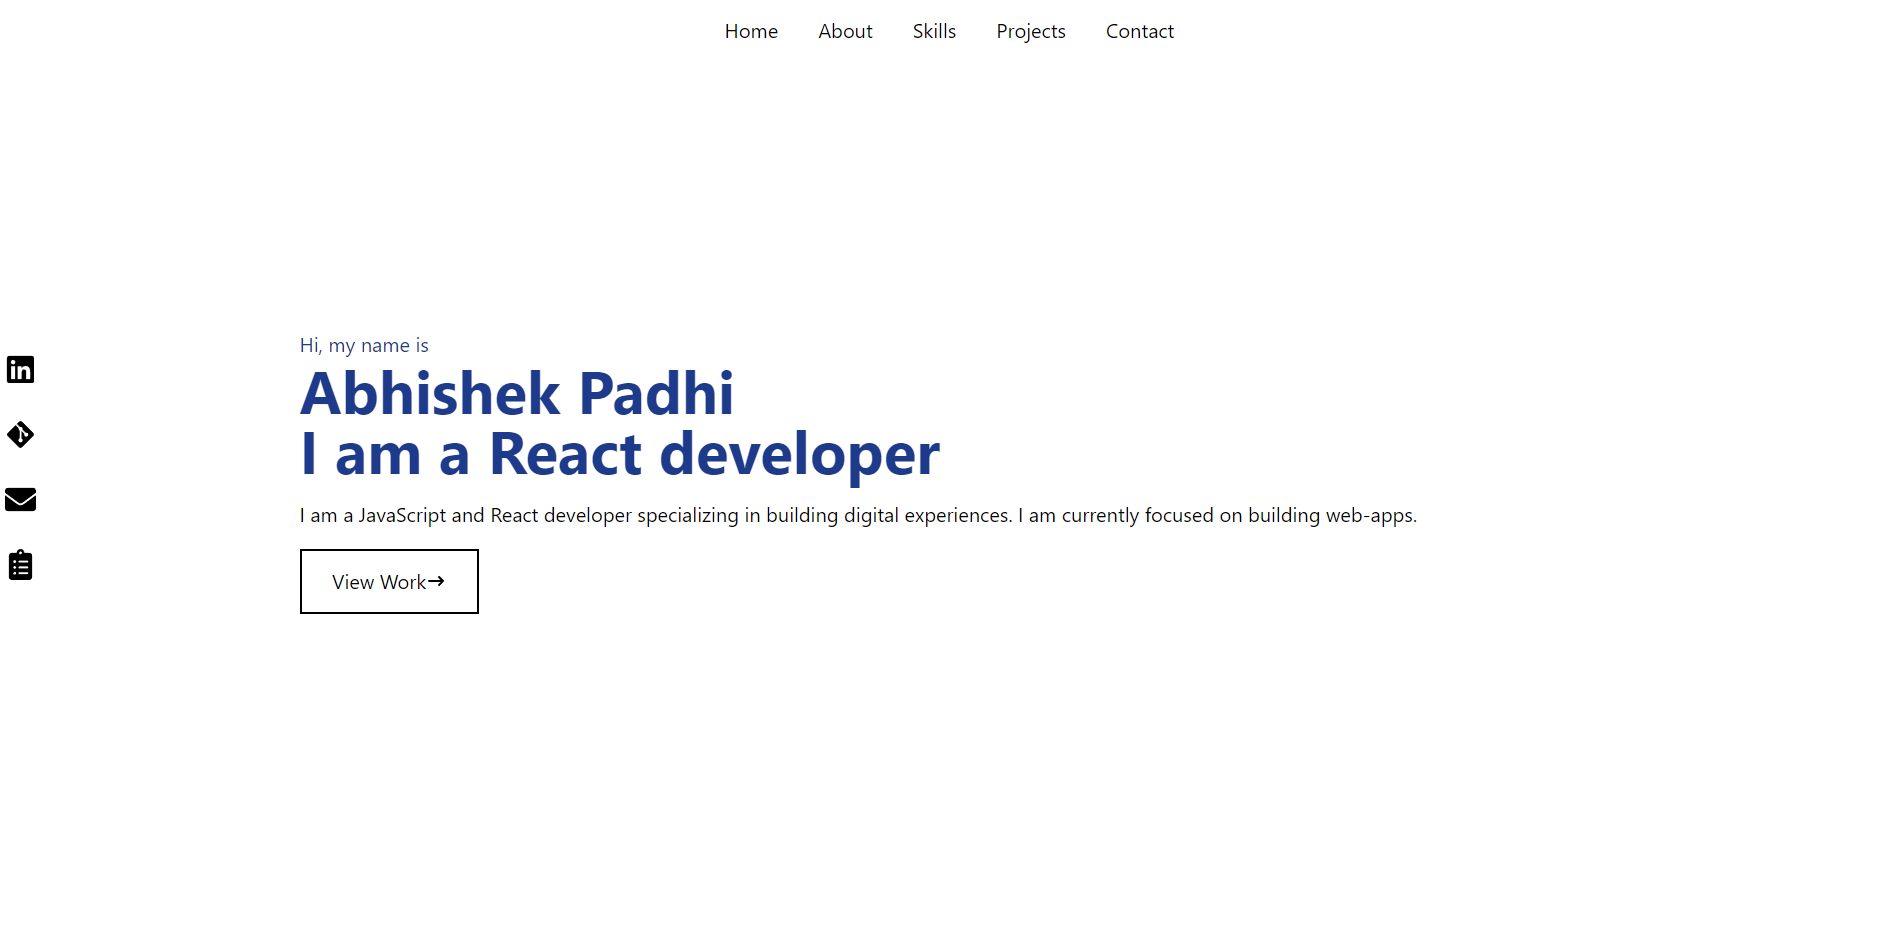 Home About Skills Projects Contact
Hi, my name is
Abhishek Padhi
I am a React developer
I am a JavaScript and React developer specializing in building digital experiences. I am currently focused on building web-apps.
View Work→